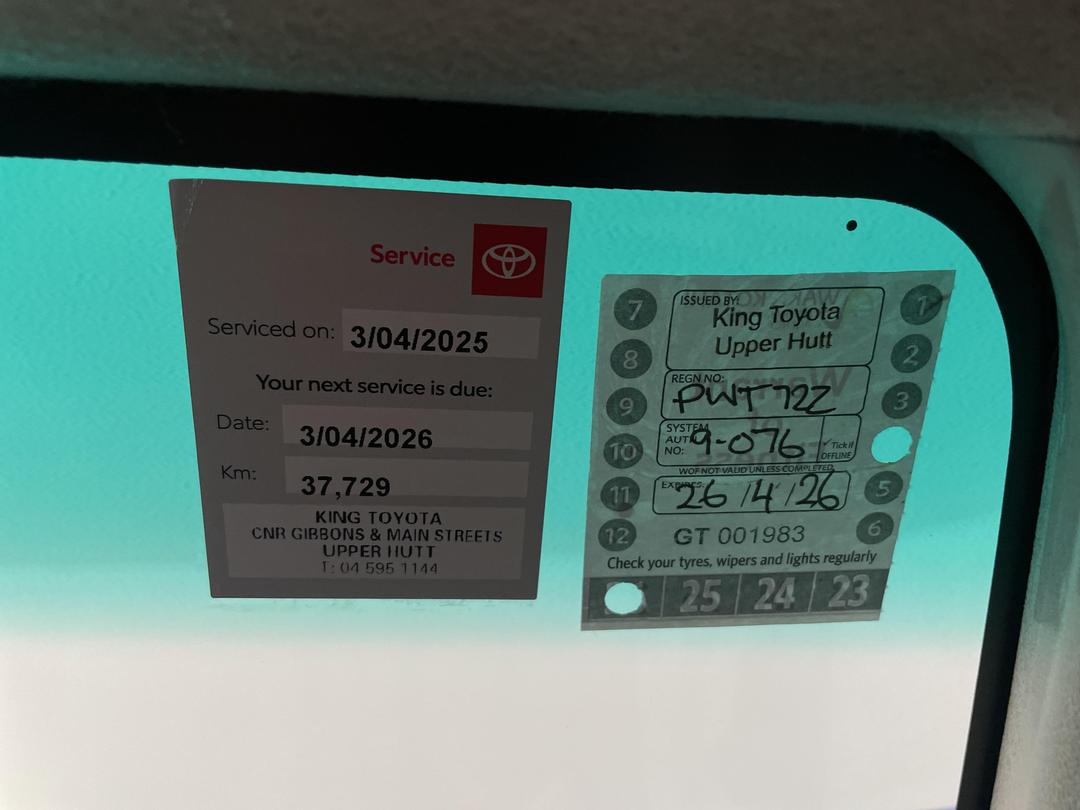 Service
Serviced on: 3/04/2025
Your next service is due:
Date: 3/04/2026
Km: 37,729
KING TOYOTA
CNR GIBBONS & MAIN STREETS
UPPER HUTT
T: 04 595 1144
7
8
9
10
11
12
ISSUED BY:
King Toyota
Upper Hutt
REGN NO:
PWT722
SYSTEM
AUTH
NO:
9-076
Tick if
OFFLINE
WOF NOT VALID UNLESS COMPLETED
EXPIRES:
26/4/26
GT 001983
1
2
3
5
6
Check your tyres, wipers and lights regularly
25 24 23